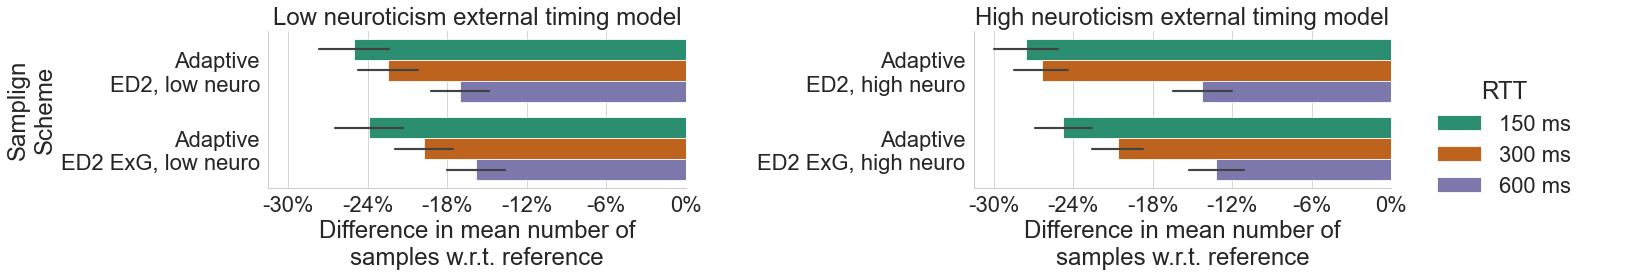 Low neuroticism external timing model
Samplign
Scheme
Adaptive
ED2, low neuro
Adaptive
ED2 ExG, low neuro
-30% -24% -18% -12% -6% 0%
Difference in mean number of
samples w.r.t. reference
High neuroticism external timing model
Adaptive
ED2, high neuro
Adaptive
ED2 ExG, high neuro
-30% -24% -18% -12% -6% 0%
Difference in mean number of
samples w.r.t. reference
RTT
150 ms
300 ms
600 ms